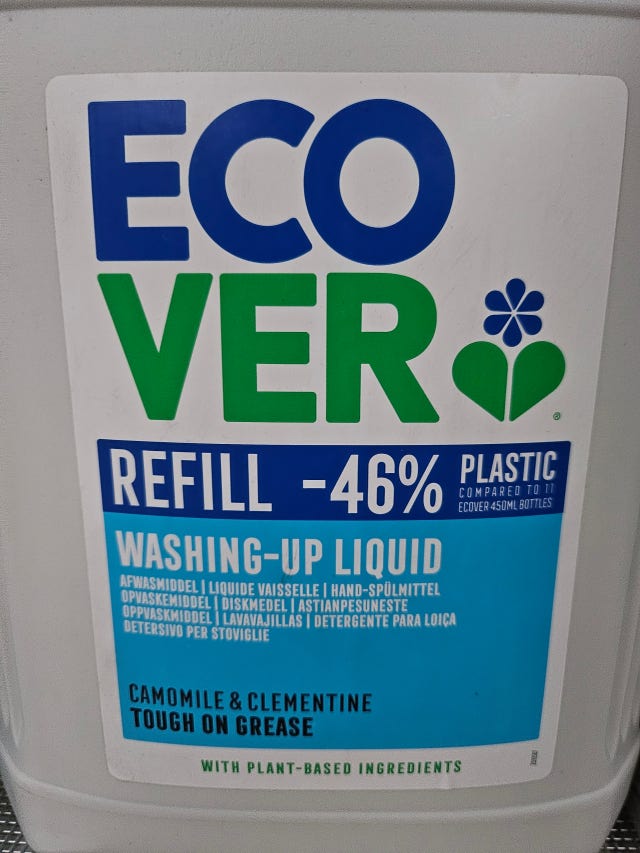 ECO
VER
REFILL -46% PLASTIC
COMPARED TO 11
ECOVER 450ML BOTTLES
WASHING-UP LIQUID
AFWASMIDDEL | LIQUIDE VAISSELLE | HAND-SPÜLMITTEL
OPVASKEMIDDEL | DISKMEDEL | ASTIANPESUNESTE
OPPVASKMIDDEL | LAVAVAJILLAS | DETERGENTE PARA LOIÇA
DETERSIVO PER STOVIGLIE
CAMOMILE & CLEMENTINE
TOUGH ON GREASE
WITH PLANT-BASED INGREDIENTS